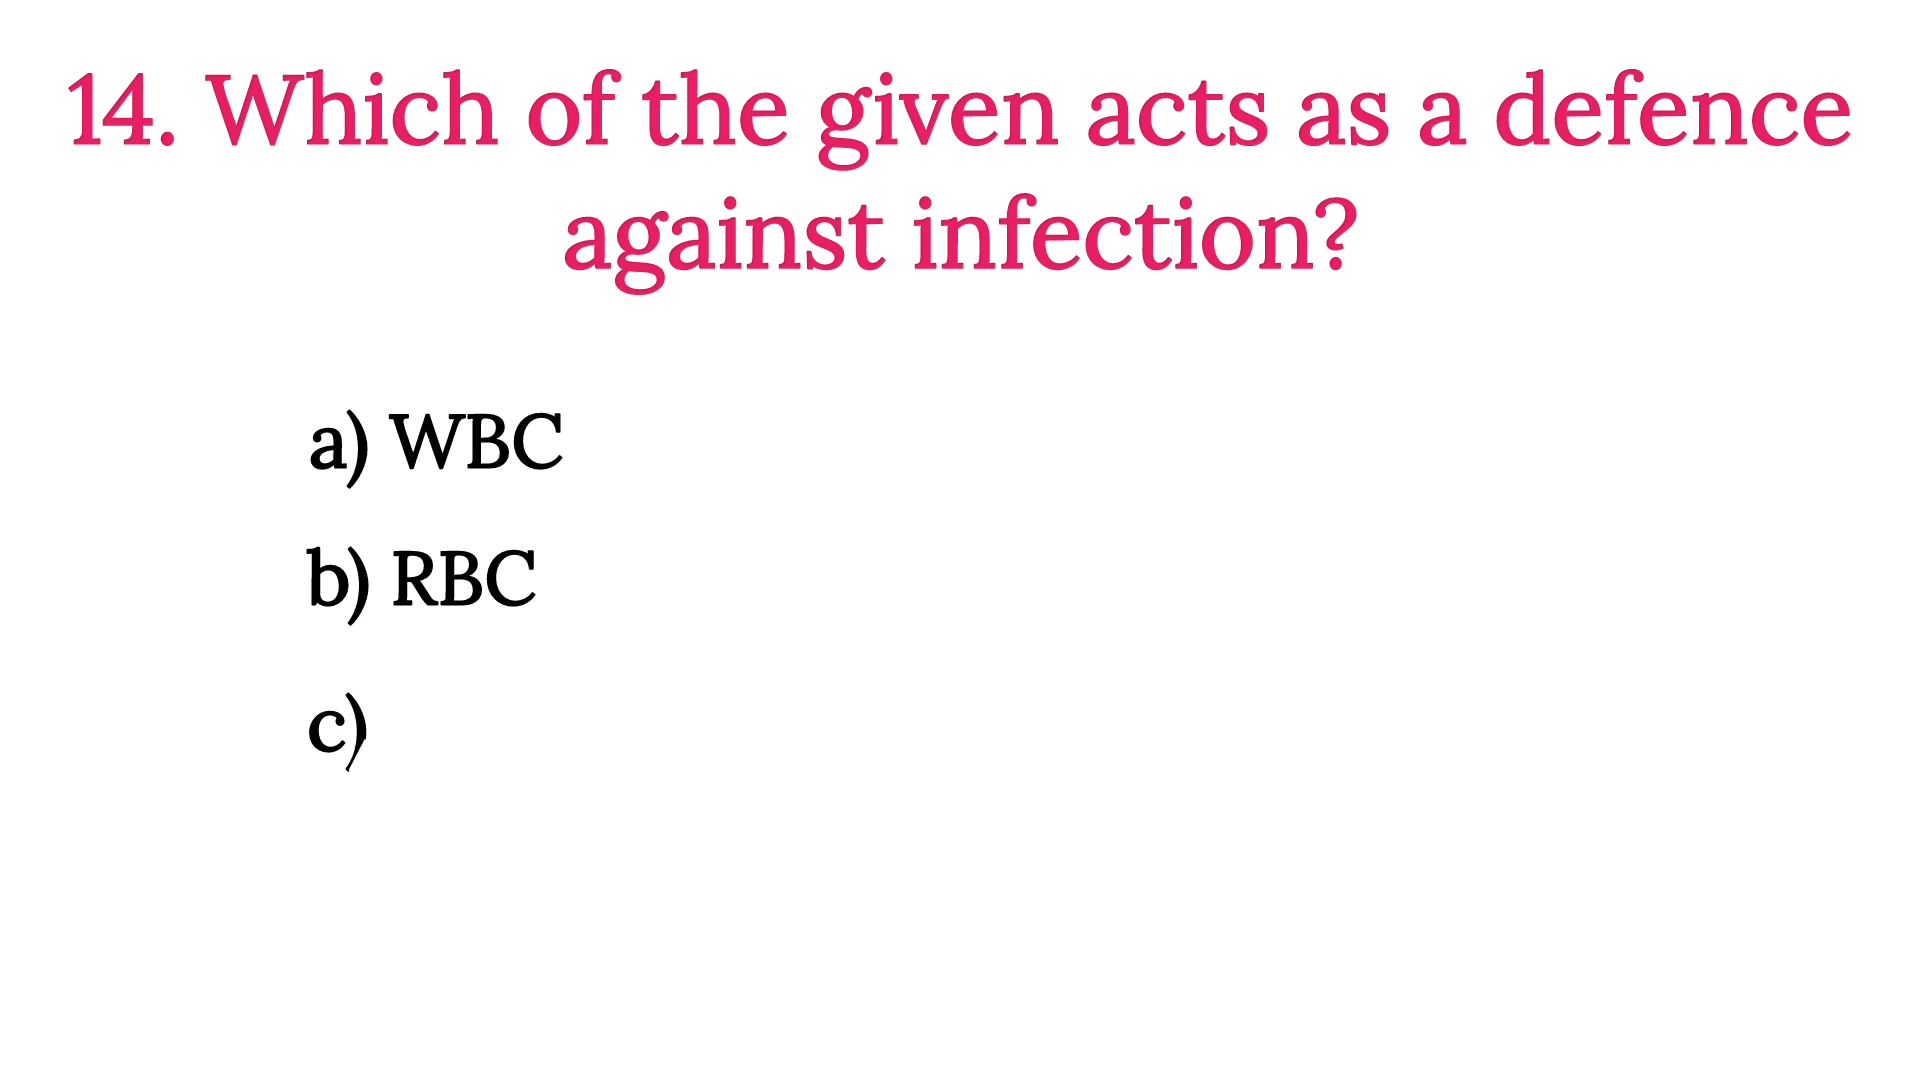 14. Which of the given acts as a defence
against infection?
a) WBC
b) RBC
c)